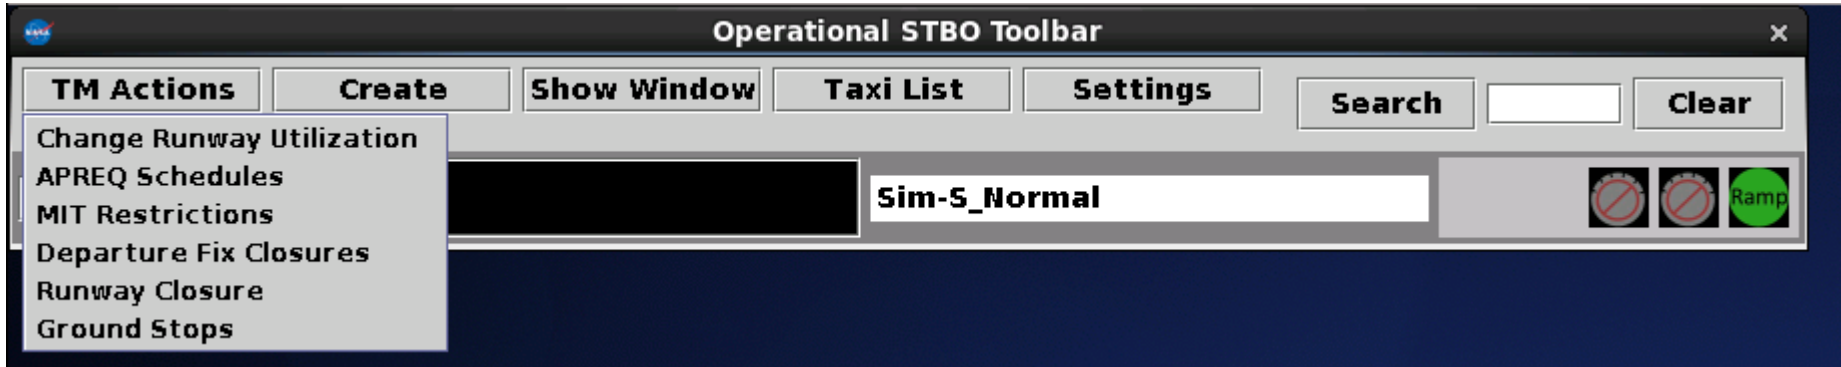 Operational STBO Toolbar
TM Actions Create Show Window Taxi List Settings Search Clear
Change Runway Utilization
APREQ Schedules
MIT Restrictions
Departure Fix Closures
Runway Closure
Ground Stops
Sim-S_Normal
Ramp